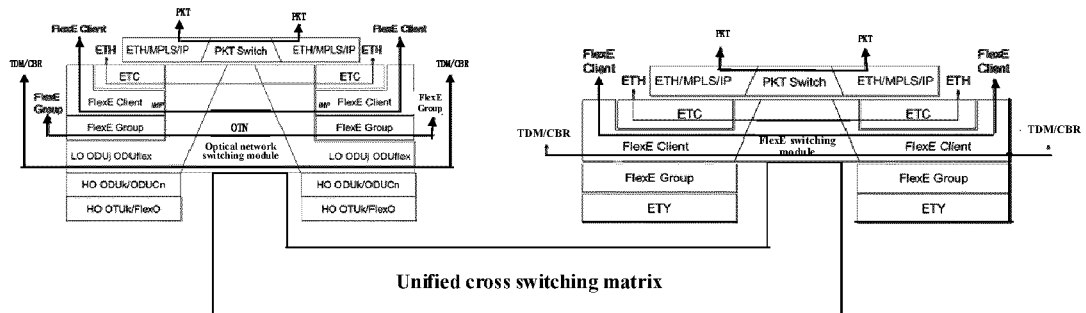 PKT
PKT
FlexE Client
FlexE Client
ETH
ETH/MPLS/IP
PKT Switch
ETH/MPLS/IP
ETH
TDM/CBR
TDM/CBR
ETC
ETC
FlexE Client
IMP
IMP
FlexE Client
FlexE
Group
FlexE
Group
FlexE Group
OTN
FlexE Group
LO ODUj ODUflex
Optical network
switching module
LO ODUj ODUflex
HO ODUk/ODUCn
HO ODUk/ODUCn
HO OTUk/FlexO
HO OTUk/FlexO
PKT
PKT
FlexE
Client
FlexE
Client
ETH
ETH/MPLS/IP
PKT Switch
ETH/MPLS/IP
ETH
ETC
ETC
TDM/CBR
TDM/CBR
FlexE Client
FlexE switching
module
FlexE Client
FlexE Group
FlexE Group
ETY
ETY
Unified cross switching matrix